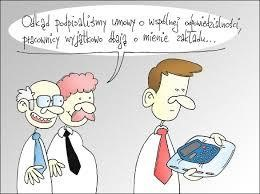 Odkąd podpisaliśmy umowy o wspólnej odpowiedzialności,
pracownicy wyjątkowo dbają o mienie zakładu...